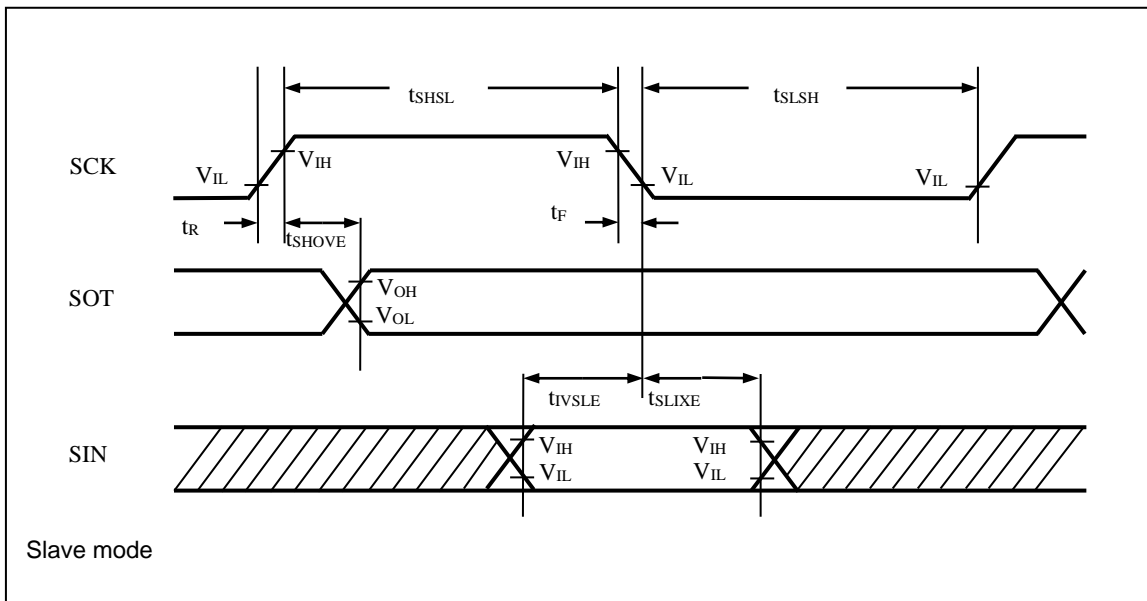 tSHSL
tSLSH
SCK
VIL
VIH
VIH
VIL
VIL
tR
tSHOVE
tF
SOT
VOH
VOL
tIVSLE
tSLIXE
SIN
VIH
VIL
VIH
VIL
Slave mode